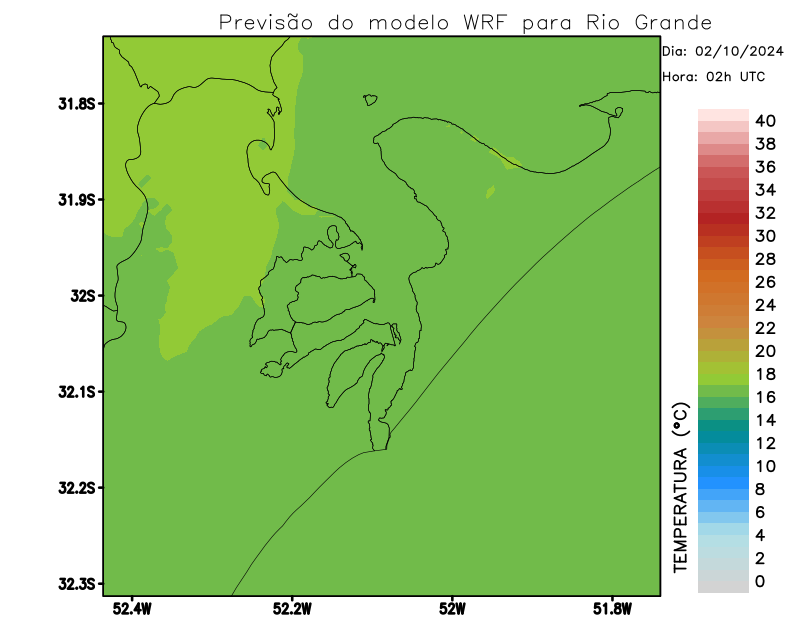 Previsão do modelo WRF para Rio Grande
Dia: 02/10/2024
Hora: 02h UTC
31.8S
31.9S
32S
32.1S
32.2S
32.3S
52.4W
52.2W
52W
51.8W
TEMPERATURA (°C)
40
38
36
34
32
30
28
26
24
22
20
18
16
14
12
10
8
6
4
2
0